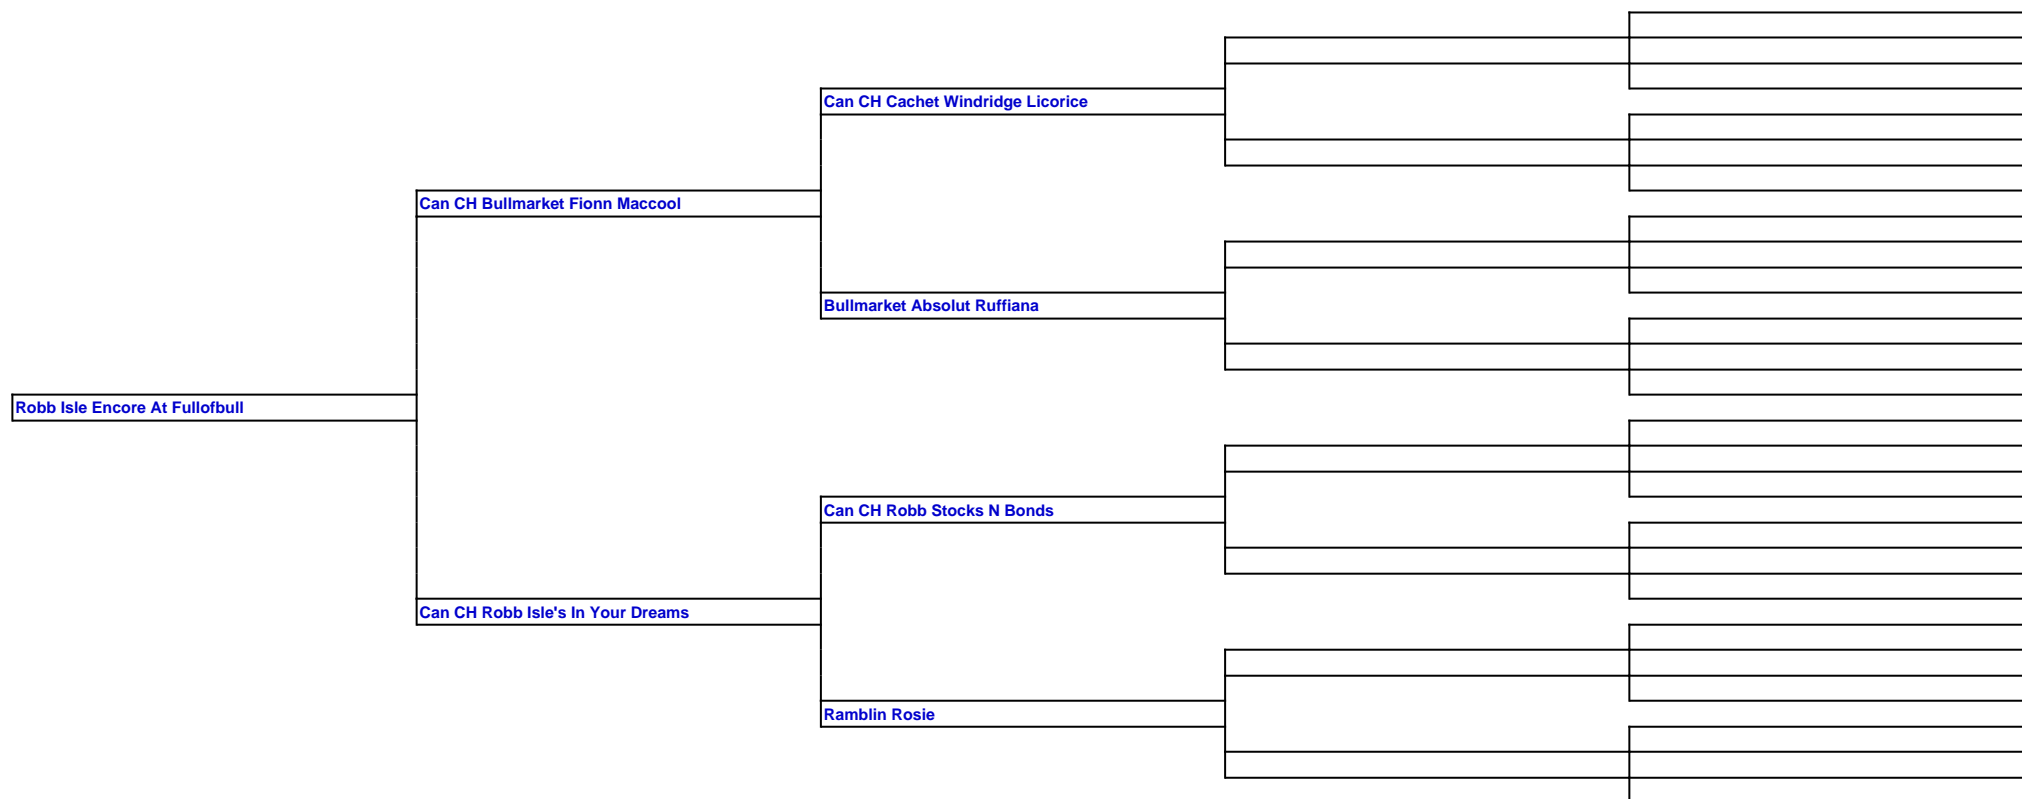 Can CH Cachet Windridge Licorice
Can CH Bullmarket Fionn Maccool
Bullmarket Absolut Ruffiana
Robb Isle Encore At Fullofbull
Can CH Robb Stocks N Bonds
Can CH Robb Isle's In Your Dreams
Ramblin Rosie